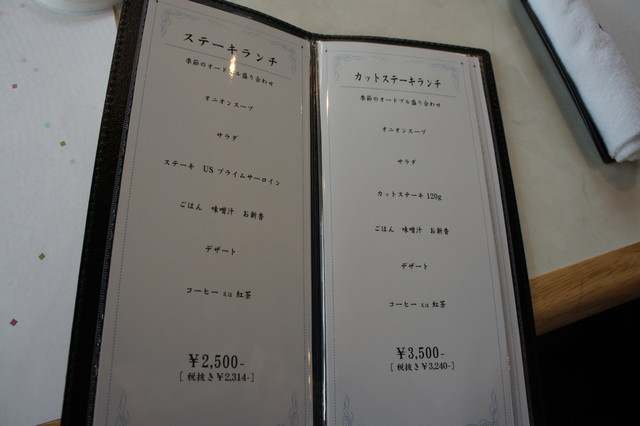 ステーキランチ
季節のオードブル盛り合わせ
オニオンスープ
サラダ
ステーキ USプライムサーロイン
ごはん 味噌汁 お新香
デザート
コーヒー 又は 紅茶
￥2,500-
[ 税抜き￥2,314-]
カットステーキランチ
季節のオードブル盛り合わせ
オニオンスープ
サラダ
カットステーキ 120g
ごはん 味噌汁 お新香
デザート
コーヒー 又は 紅茶
￥3,500-
[ 税抜き￥3,240-]